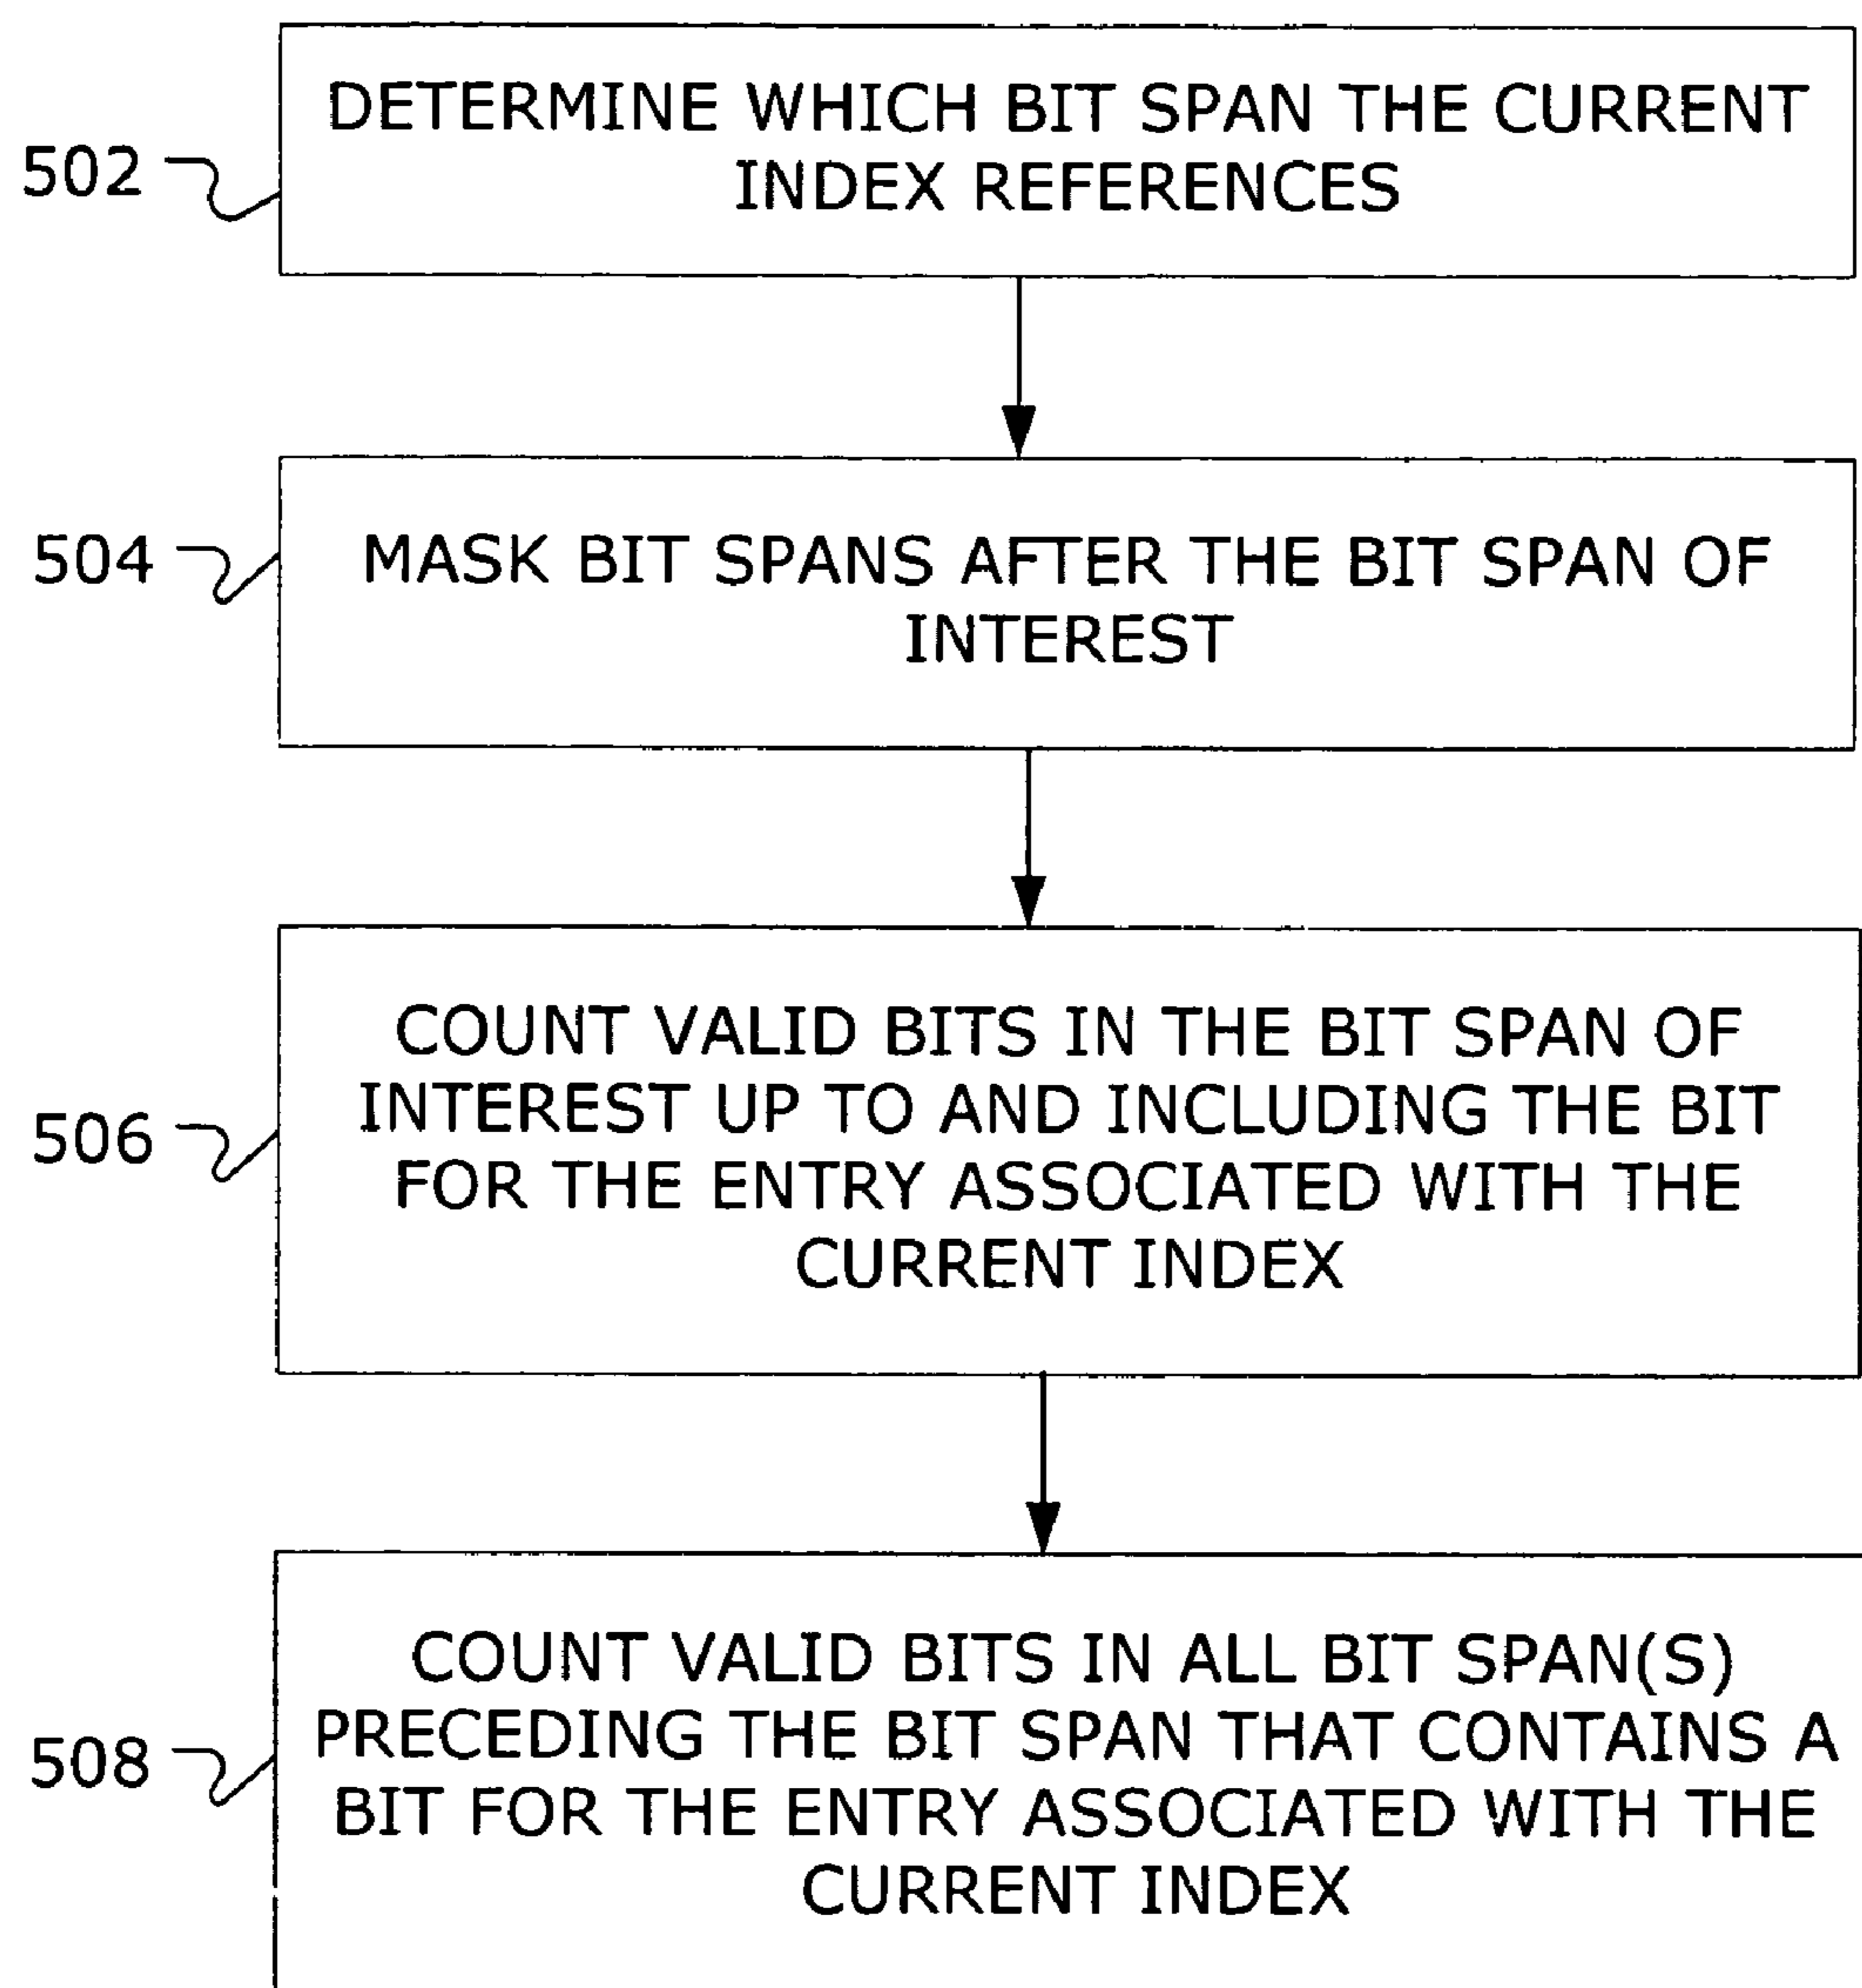 DETERMINE WHICH BIT SPAN THE CURRENT
INDEX REFERENCES
502
504
MASK BIT SPANS AFTER THE BIT SPAN OF
INTEREST
COUNT VALID BITS IN THE BIT SPAN OF
INTEREST UP TO AND INCLUDING THE BIT
FOR THE ENTRY ASSOCIATED WITH THE
CURRENT INDEX
506
COUNT VALID BITS IN ALL BIT SPAN(S)
PRECEDING THE BIT SPAN THAT CONTAINS A
BIT FOR THE ENTRY ASSOCIATED WITH THE
CURRENT INDEX
508